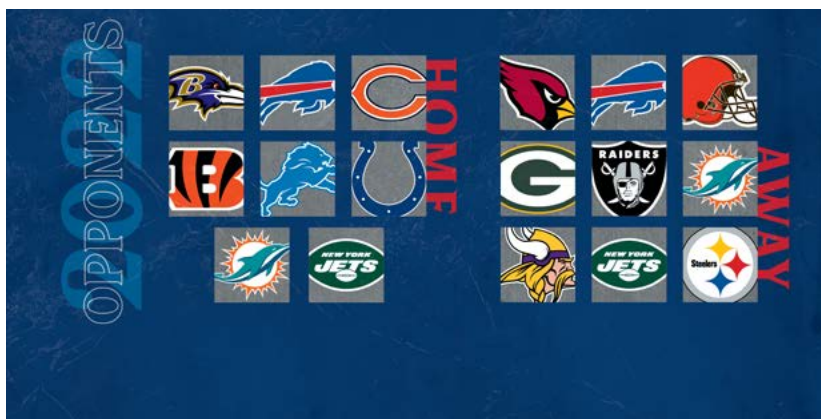 2022
OPPONENTS
HOME
AWAY
B
C
B
G
RAIDERS
NEW YORK
JETS
NEW YORK
JETS
Steelers